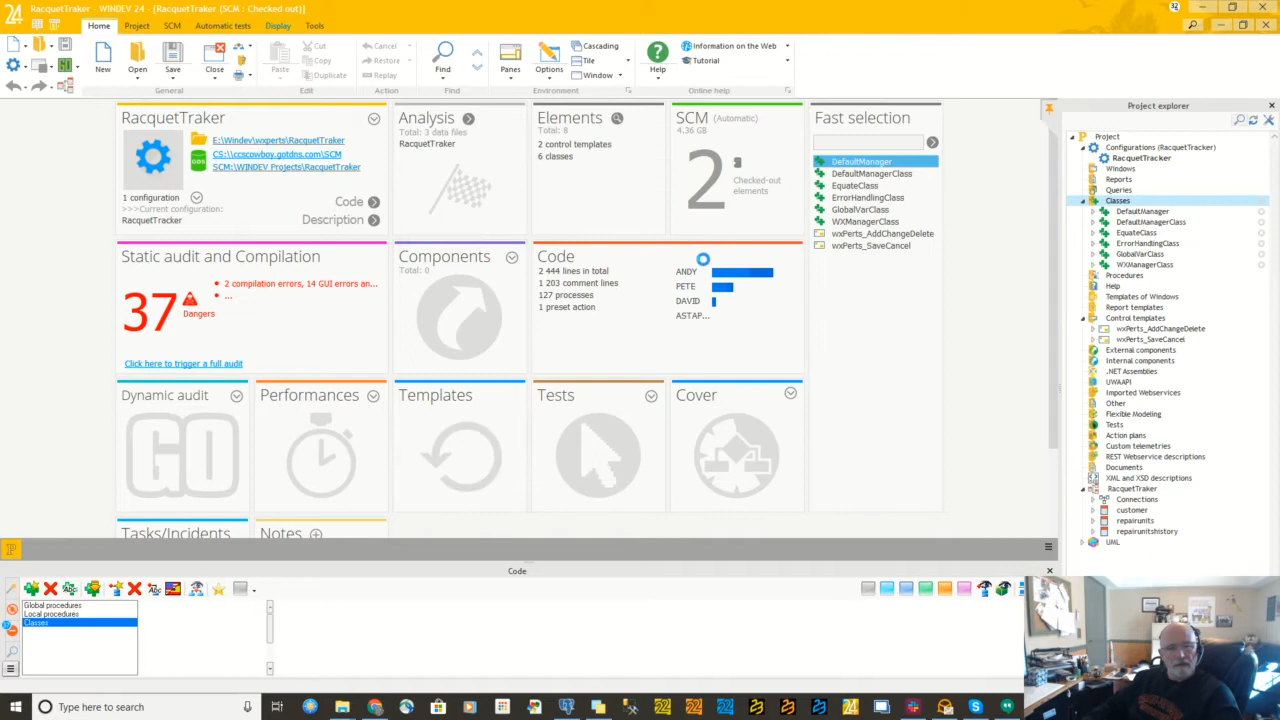 24
RacquetTraker - WINDEV 24 - [RacquetTraker (SCM : Checked out)]
32
Home Project SCM Automatic tests Display Tools
New Open Save Close
Paste
Cut
Copy
Duplicate
Cancel
Restore
Replay
Find
Panes Options
Cascading
Tile
Window
Help
Information on the Web
Tutorial
General Edit Action Find Environment Online help
RacquetTraker
E:\Windev\wxperts\RacquetTraker
CS:\\ccscowboy.gotdns.com\SCM
SCM:\WINDEV Projects\RacquetTraker
1 configuration
>>>Current configuration:
RacquetTraker
Code
Description
Analysis
Total: 3 data files
RacquetTraker
Elements
Total: 8
2 control templates
6 classes
SCM (Automatic)
4.36 GB
2
Checked-out
elements
Fast selection
DefaultManager
DefaultManagerClass
EquateClass
ErrorHandlingClass
GlobalVarClass
WXManagerClass
wxPerts_AddChangeDelete
wxPerts_SaveCancel
Static audit and Compilation
37
Dangers
2 compilation errors, 14 GUI errors an...
...
Click here to trigger a full audit
Components
Total: 0
Code
2 444 lines in total
1 203 comment lines
127 processes
1 preset action
ANDY
PETE
DAVID
ASTAP...
Dynamic audit
GO
Performances
Templates
Tests
Cover
Tasks/Incidents
Notes
Project explorer
Project
Configurations (RacquetTracker)
RacquetTracker
Windows
Reports
Queries
Classes
DefaultManager
DefaultManagerClass
EquateClass
ErrorHandlingClass
GlobalVarClass
WXManagerClass
Procedures
Help
Templates of Windows
Report templates
Control templates
wxPerts_AddChangeDelete
wxPerts_SaveCancel
External components
Internal components
.NET Assemblies
UWAAPI
Imported Webservices
Other
Flexible Modeling
Tests
Action plans
Custom telemetries
REST Webservice descriptions
Documents
XML and XSD descriptions
RacquetTraker
Connections
customer
repairunits
repairunitshistory
UML
Code
Global procedures
Local procedures
Classes
Type here to search